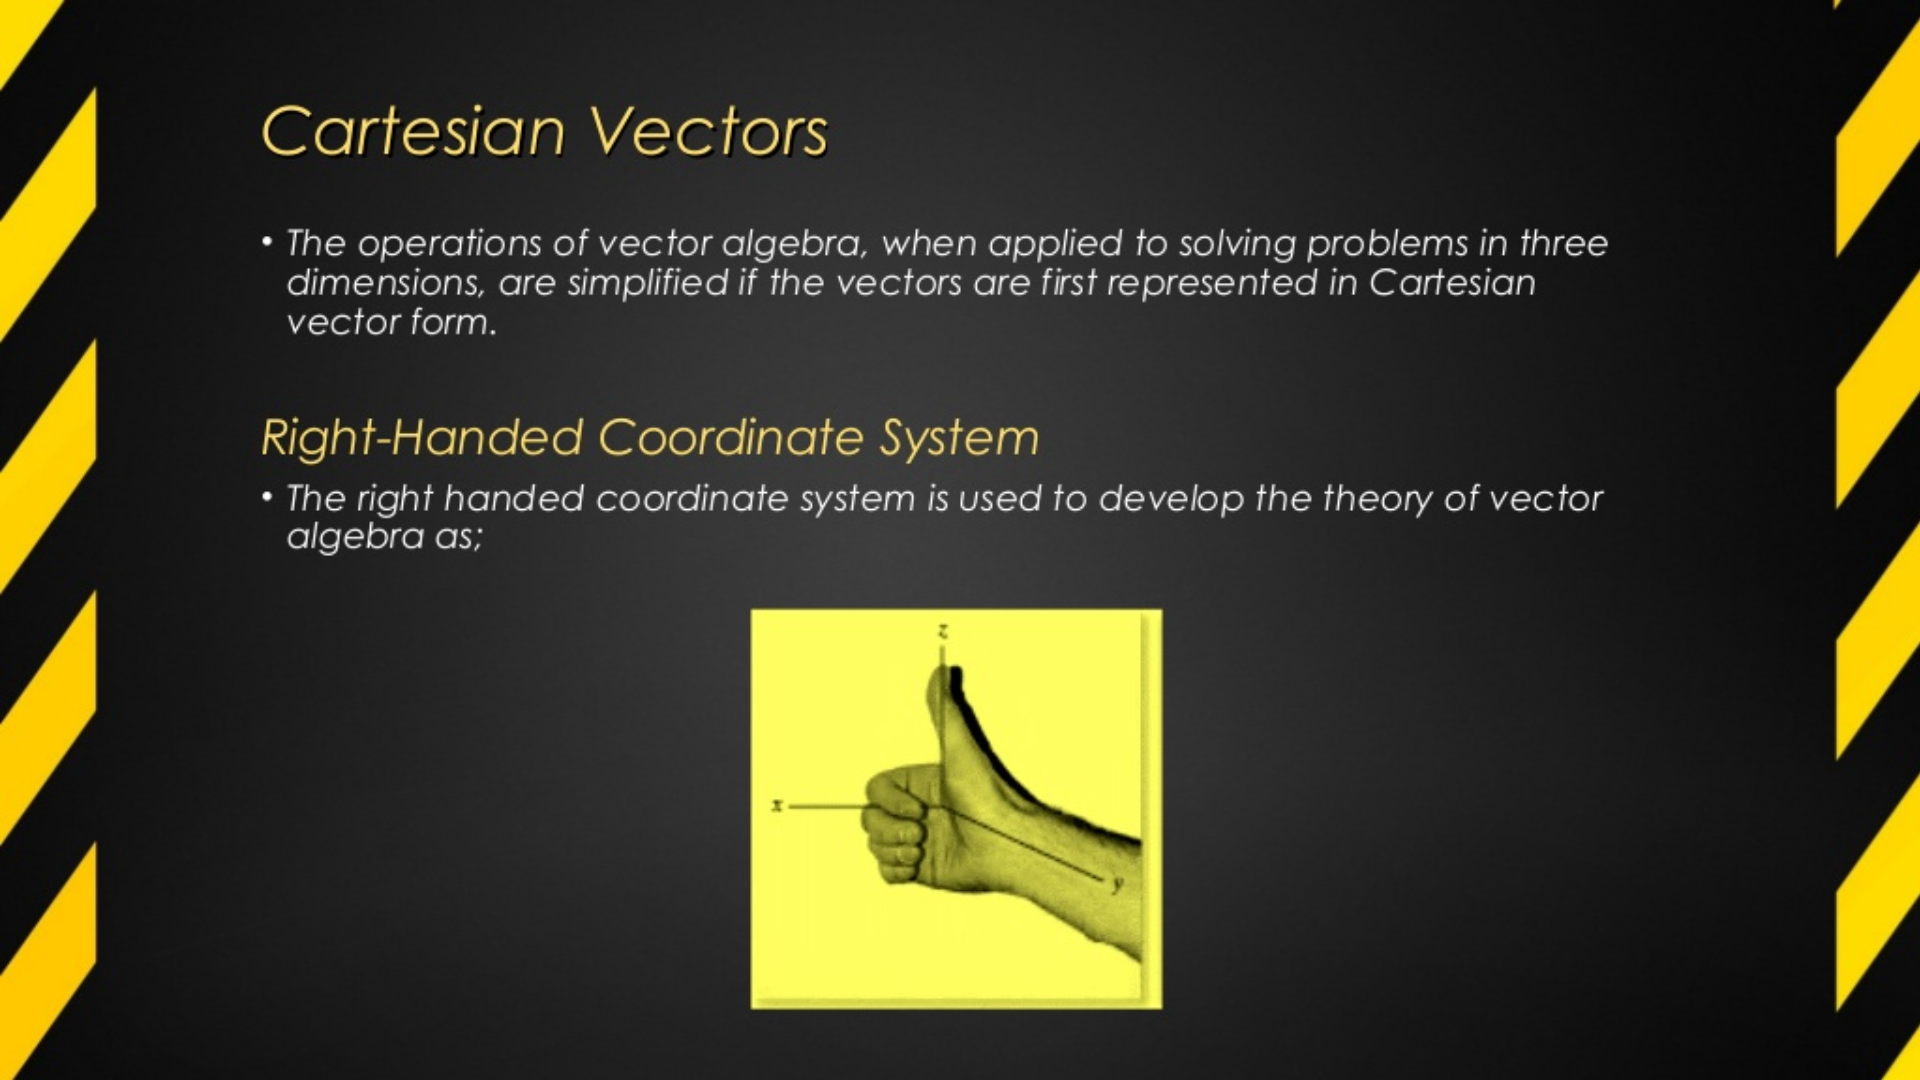 Cartesian Vectors
• The operations of vector algebra, when applied to solving problems in three
dimensions, are simplified if the vectors are first represented in Cartesian
vector form.
Right-Handed Coordinate System
• The right handed coordinate system is used to develop the theory of vector
algebra as;
z
x
y